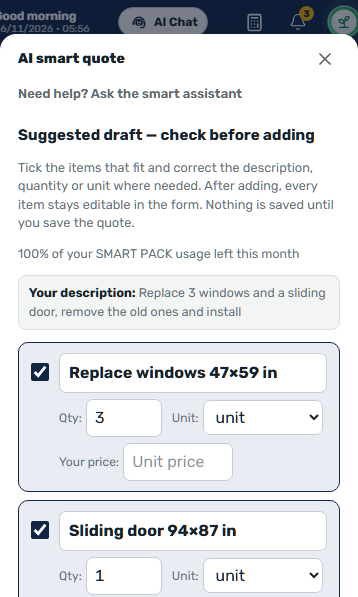 Good morning
6/11/2026 - 05:56
AI Chat
3
AI smart quote
Need help? Ask the smart assistant
Suggested draft — check before adding
Tick the items that fit and correct the description,
quantity or unit where needed. After adding, every
item stays editable in the form. Nothing is saved until
you save the quote.
100% of your SMART PACK usage left this month
Your description: Replace 3 windows and a sliding
door, remove the old ones and install
Replace windows 47×59 in
Qty: 3 Unit: unit
Your price: Unit price
Sliding door 94×87 in
Qty: 1 Unit: unit